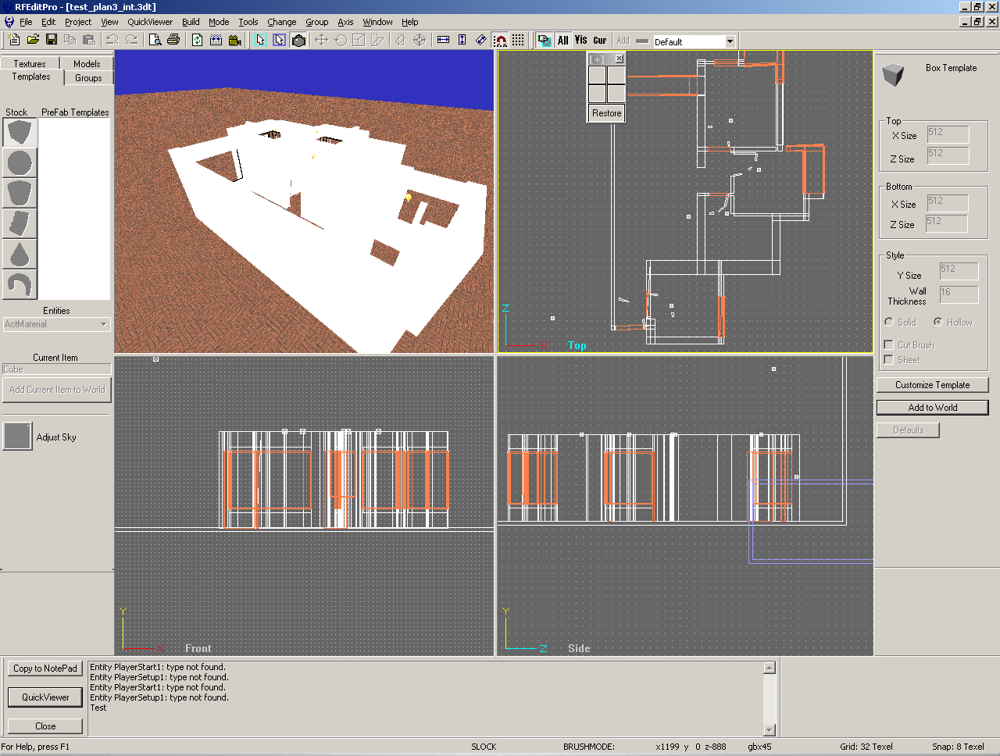 RFEditPro - [test_plan3_int.3dt]
File Edit Project View QuickViewer Build Mode Tools Change Group Axis Window Help
All Vis Cur Add Default
Textures Models
Templates Groups
Stock PreFab Templates
Entities
ActMaterial
Current Item
Cube
Add Current Item to World
Adjust Sky
[+]
Restore
Z
Top
Y
Front
Y
Z
Side
Box Template
Top
X Size 512
Z Size 512
Bottom
X Size 512
Z Size 512
Style
Y Size 512
Wall Thickness 16
Solid Hollow
Cut Brush
Sheet
Customize Template
Add to World
Defaults
Copy to NotePad
QuickViewer
Close
Entity PlayerStart1: type not found.
Entity PlayerSetup1: type not found.
Entity PlayerStart1: type not found.
Entity PlayerSetup1: type not found.
Test
For Help, press F1 SLOCK BRUSHMODE: x1199 y 0 z-888 gbx45 Grid: 32 Texel Snap: 8 Texel